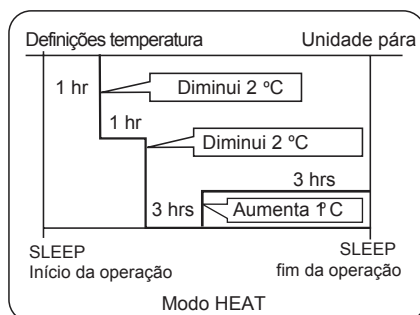 Definições temperatura Unidade pára
1 hr Diminui 2 ºC
1 hr
Diminui 2 ºC
3 hrs
3 hrs Aumenta 1ºC
SLEEP SLEEP
Início da operação fim da operação
Modo HEAT